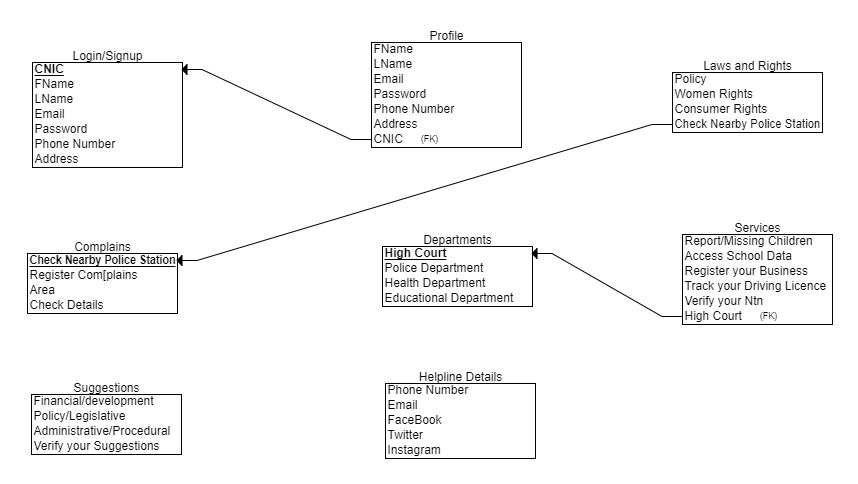 Login/Signup
CNIC
FName
LName
Email
Password
Phone Number
Address
Profile
FName
LName
Email
Password
Phone Number
Address
CNIC (FK)
Laws and Rights
Policy
Women Rights
Consumer Rights
Check Nearby Police Station
Complains
Check Nearby Police Station
Register Com[plains
Area
Check Details
Departments
High Court
Police Department
Health Department
Educational Department
Services
Report/Missing Children
Access School Data
Register your Business
Track your Driving Licence
Verify your Ntn
High Court (FK)
Suggestions
Financial/development
Policy/Legislative
Administrative/Procedural
Verify your Suggestions
Helpline Details
Phone Number
Email
FaceBook
Twitter
Instagram